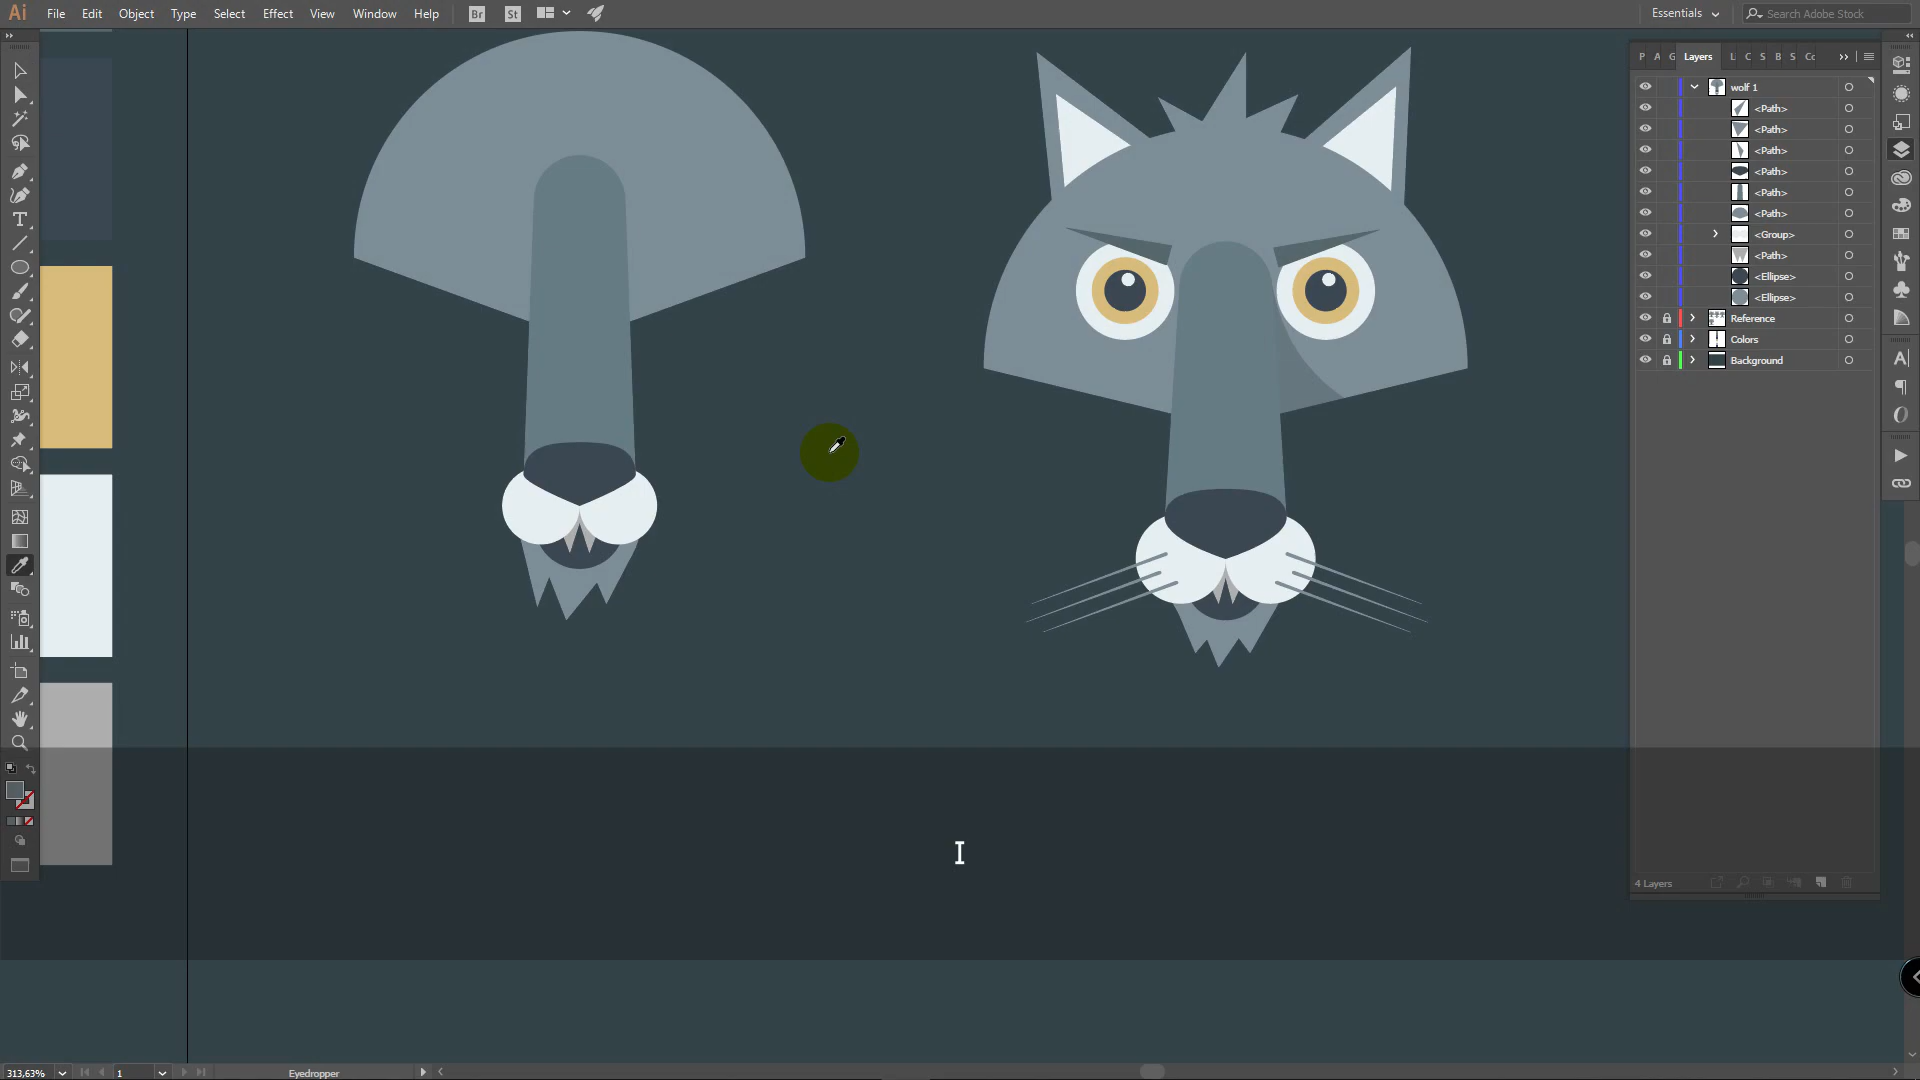 Ai File Edit Object Type Select Effect View Window Help Br St Essentials Search Adobe Stock
P A G Layers L C S B S Cc
wolf 1
<Path>
<Path>
<Path>
<Path>
<Path>
<Path>
<Group>
<Path>
<Ellipse>
<Ellipse>
Reference
Colors
Background
I
4 Layers
313,63% 1 Eyedropper